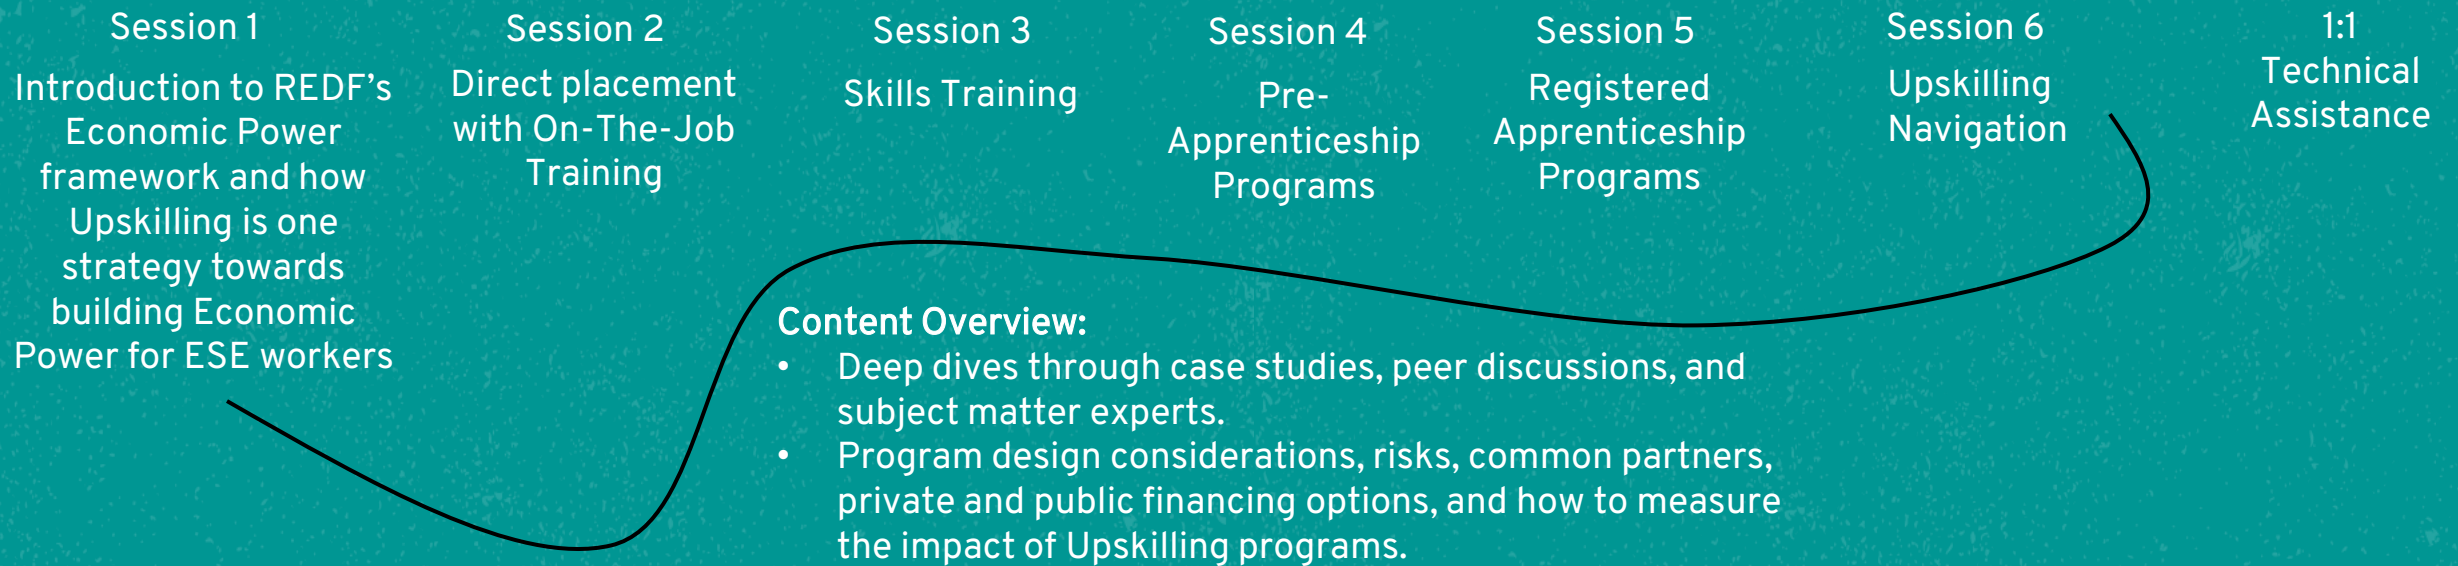 Session 1
Introduction to REDF's
Economic Power
framework and how
Upskilling is one
strategy towards
building Economic
Power for ESE workers
Session 2
Direct placement
with On-The-Job
Training
Session 3
Skills Training
Session 4
Pre-
Apprenticeship
Programs
Session 5
Registered
Apprenticeship
Programs
Session 6
Upskilling
Navigation
1:1
Technical
Assistance
Content Overview:
• Deep dives through case studies, peer discussions, and
subject matter experts.
• Program design considerations, risks, common partners,
private and public financing options, and how to measure
the impact of Upskilling programs.